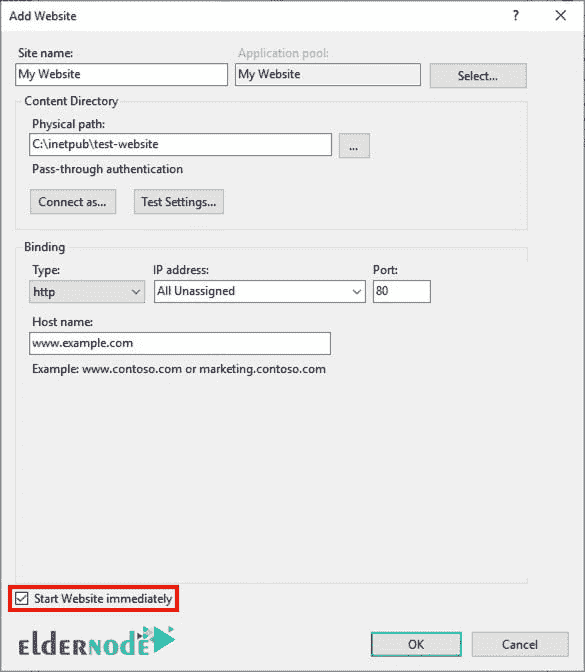 Add Website
?
Site name:
Application pool:
My Website
My Website
Select...
Content Directory
Physical path:
C:\inetpub\test-website
...
Pass-through authentication
Connect as...
Test Settings...
Binding
Type:
IP address:
Port:
http
All Unassigned
80
Host name:
www.example.com
Example: www.contoso.com or marketing.contoso.com
Start Website immediately
ELDERNODE
OK
Cancel